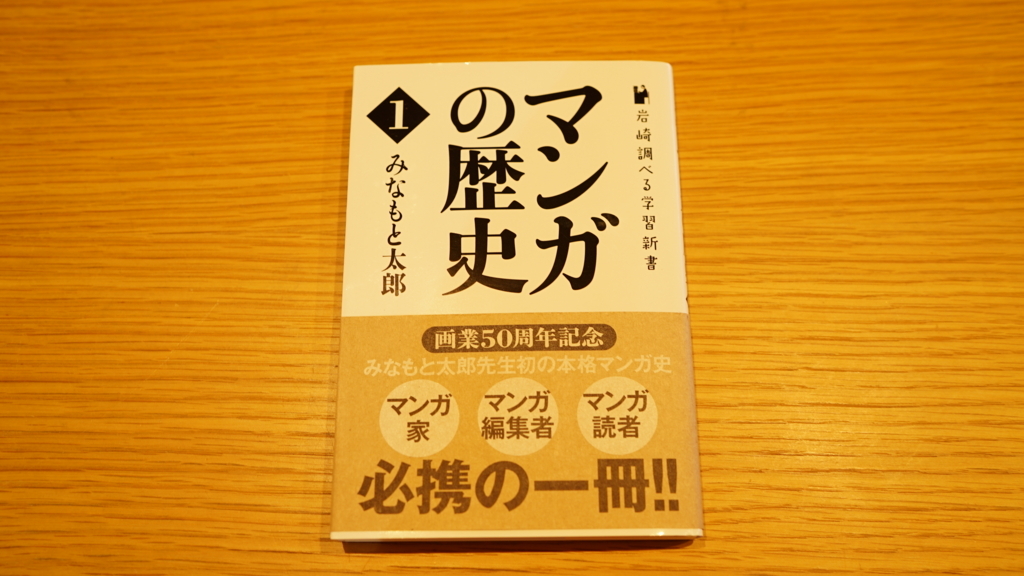 岩崎調べる学習新書
マンガ
の歴史
1
みなもと太郎
画業50周年記念
みなもと太郎先生初の本格マンガ史
マンガ
家
マンガ
編集者
マンガ
読者
必携の一冊!!